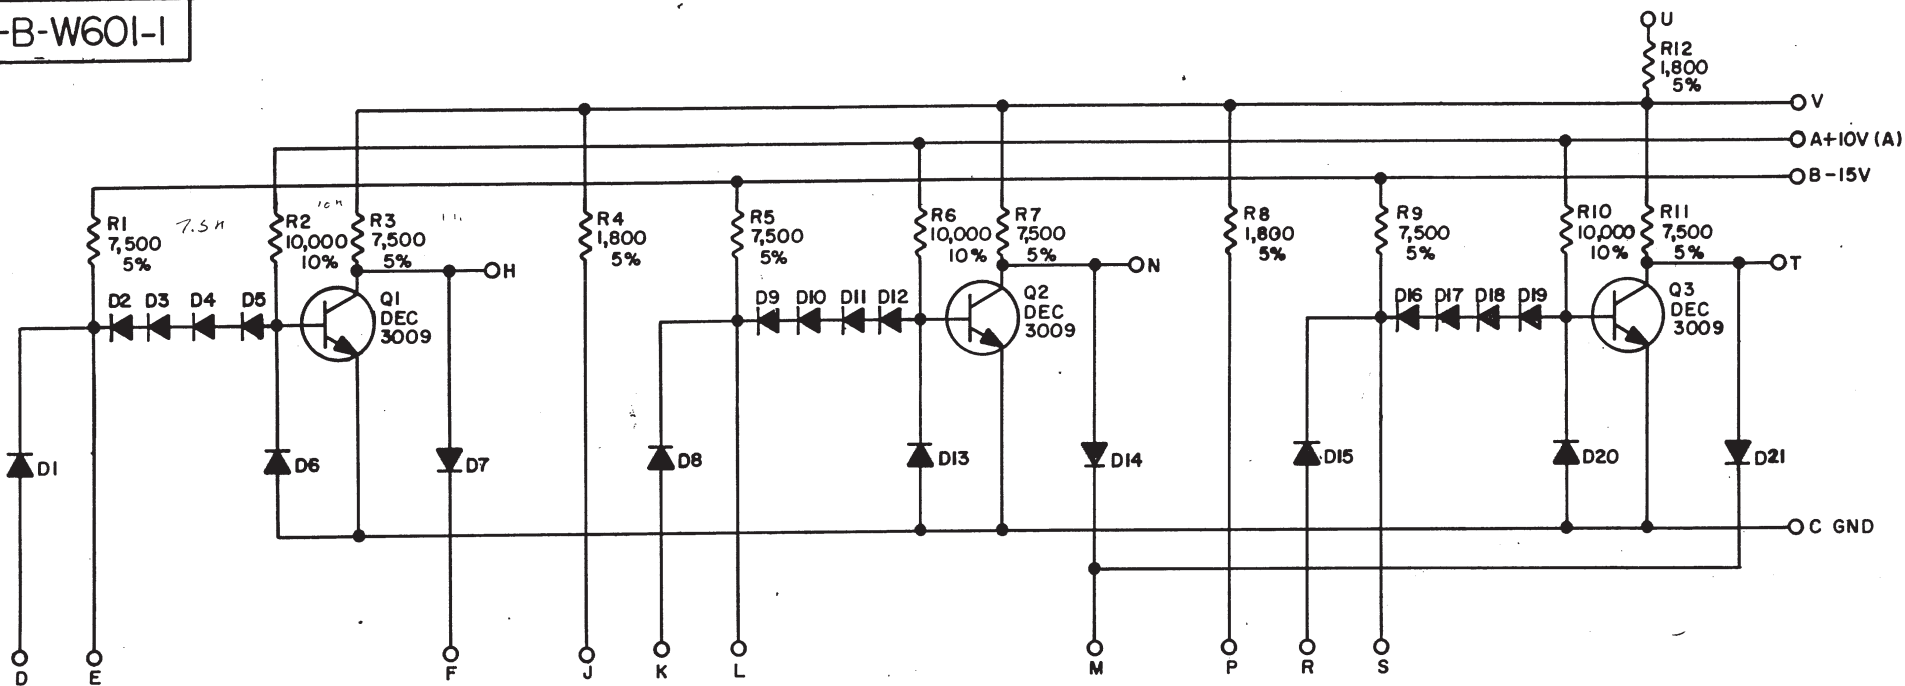 -B-W601-1
U
R12
1,800
5%
V
A+10V (A)
B-15V
R1
7,500
5%
7.5K
R2
10,000
10%
10K
R3
7,500
5%
R4
1,800
5%
R5
7,500
5%
R6
10,000
10%
R7
7,500
5%
R8
1,800
5%
R9
7,500
5%
R10
10,000
10%
R11
7,500
5%
H
N
T
D2 D3 D4 D5
Q1
DEC
3009
D9 D10 D11 D12
Q2
DEC
3009
D16 D17 D18 D19
Q3
DEC
3009
D1
D6
D7
D8
D13
D14
D15
D20
D21
C GND
D
E
F
J
K
L
M
P
R
S